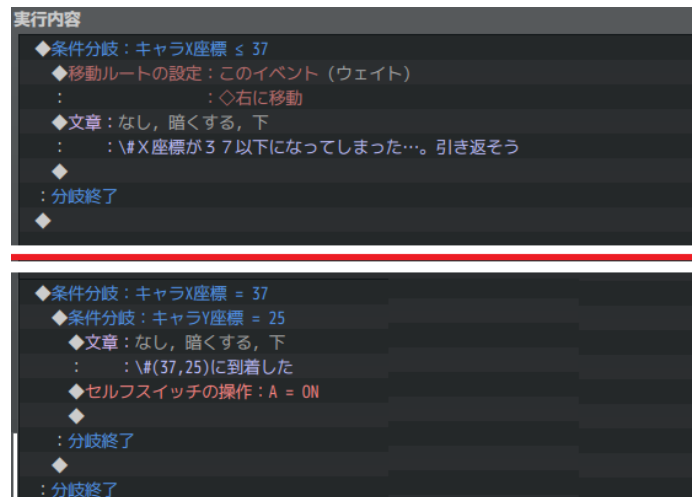 実行内容
◆条件分岐：キャラX座標 ≤ 37
◆移動ルートの設定：このイベント (ウェイト)
：　　　　　　　　：◇右に移動
◆文章：なし, 暗くする, 下
：　　：\#Ｘ座標が３７以下になってしまった…。引き返そう
◆
：分岐終了
◆
◆条件分岐：キャラX座標 = 37
◆条件分岐：キャラY座標 = 25
◆文章：なし, 暗くする, 下
：　　：\#(37,25)に到着した
◆セルフスイッチの操作：A = ON
◆
：分岐終了
◆
：分岐終了